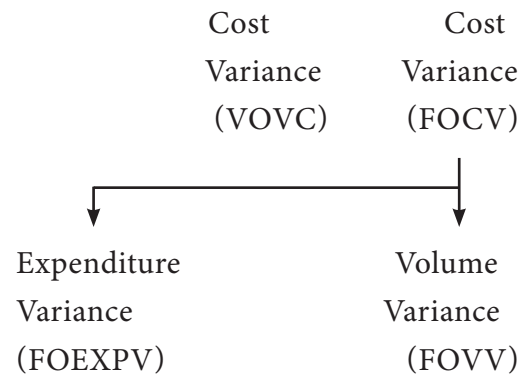 Cost
Variance
(VOVC)
Cost
Variance
(FOCV)
Expenditure
Variance
(FOEXPV)
Volume
Variance
(FOVV)